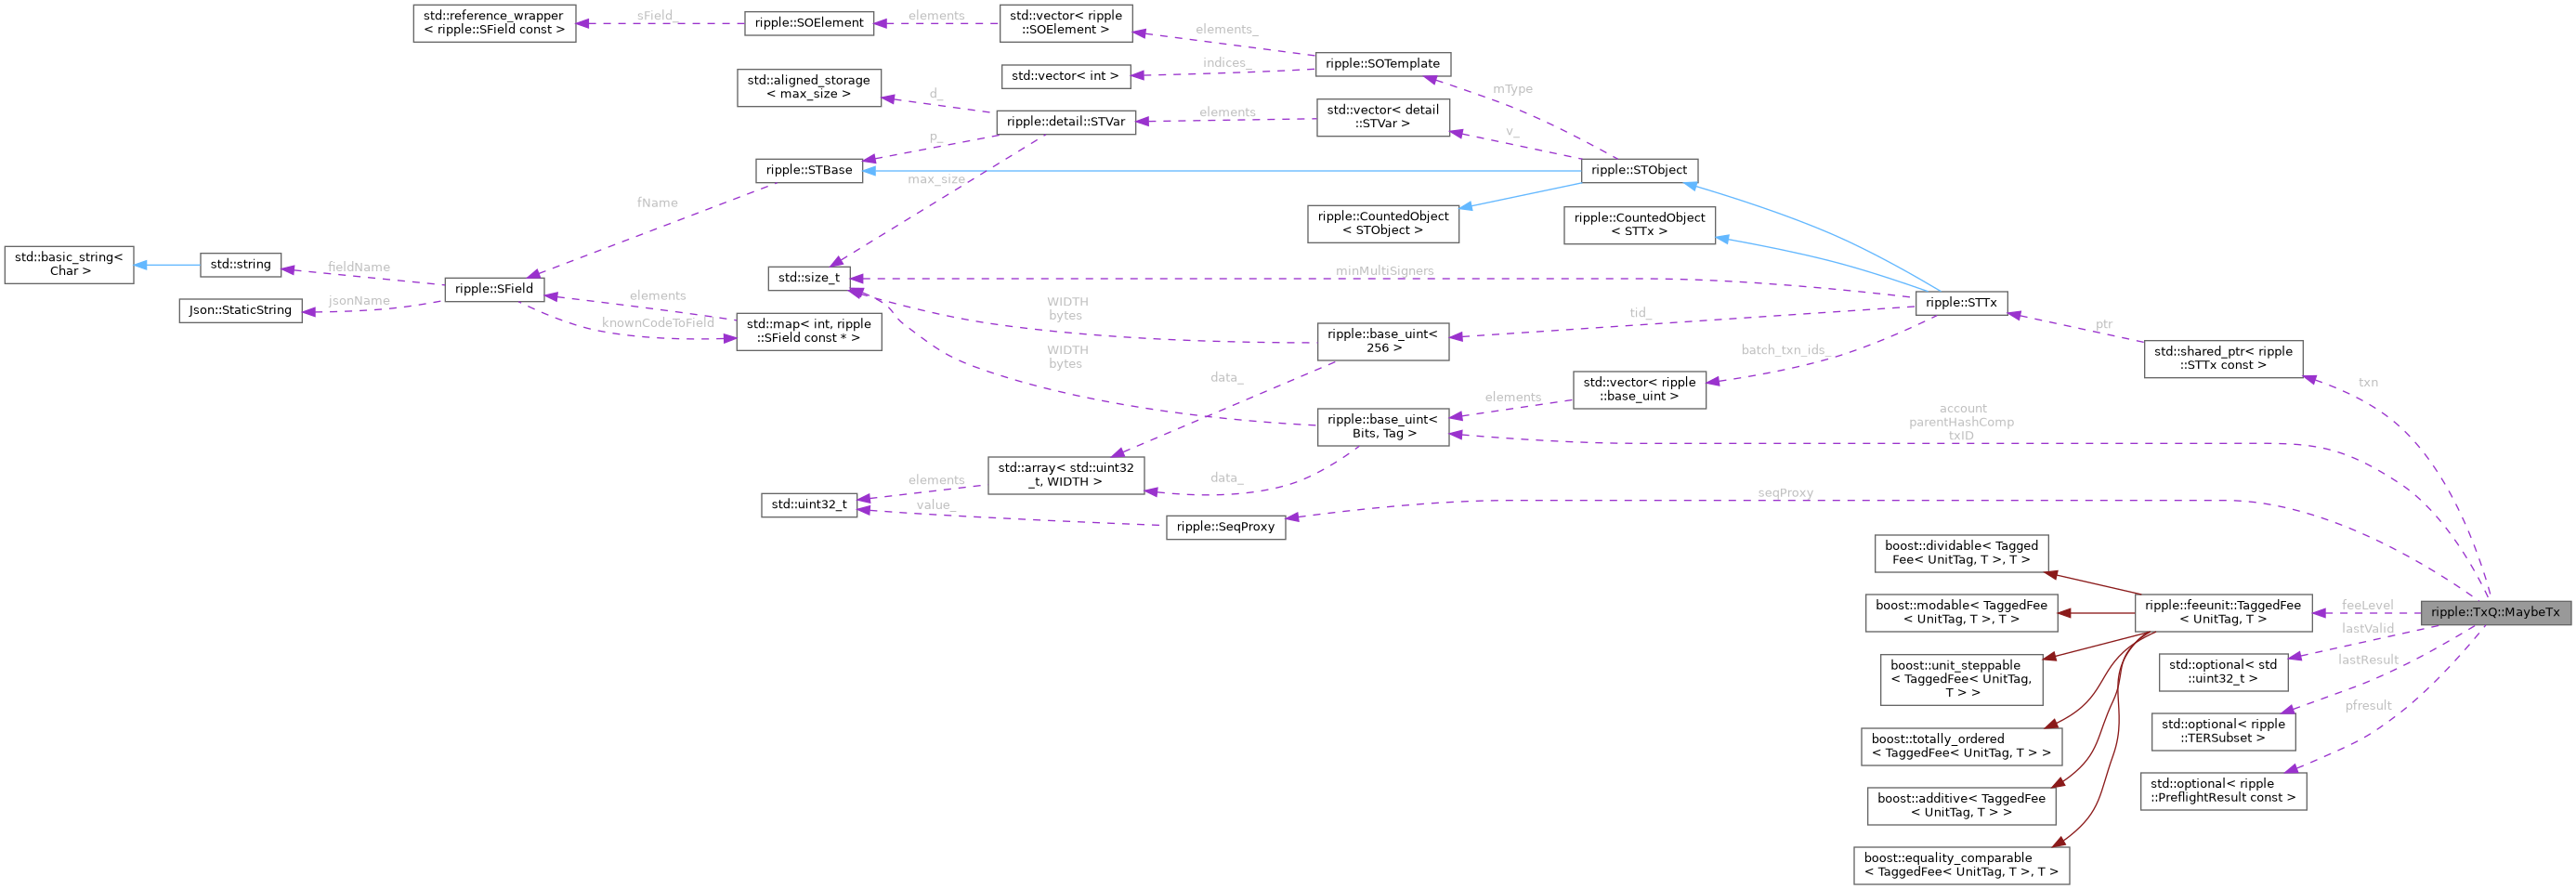 std::reference_wrapper
< ripple::SField const >
sField_
ripple::SOElement
elements
std::vector< ripple
::SOElement >
elements_
std::vector< int >
indices_
ripple::SOTemplate
std::aligned_storage
< max_size >
d_
ripple::detail::STVar
elements
std::vector< detail
::STVar >
mType
v_
p_
ripple::STBase
max_size
ripple::STObject
fName
ripple::CountedObject
< STObject >
ripple::CountedObject
< STTx >
std::basic_string<
Char >
std::string
fieldName
Json::StaticString
jsonName
ripple::SField
elements
knownCodeToField
std::size_t
std::map< int, ripple
::SField const * >
minMultiSigners
WIDTH
bytes
ripple::base_uint<
256 >
tid_
ripple::STTx
ptr
WIDTH
bytes
batch_txn_ids_
std::shared_ptr< ripple
::STTx const >
data_
std::vector< ripple
::base_uint >
elements
txn
ripple::base_uint<
Bits, Tag >
account
parentHashComp
txID
std::array< std::uint32
_t, WIDTH >
data_
elements
std::uint32_t
value_
ripple::SeqProxy
seqProxy
boost::dividable< Tagged
Fee< UnitTag, T >, T >
boost::modable< TaggedFee
< UnitTag, T >, T >
ripple::feeunit::TaggedFee
< UnitTag, T >
feeLevel
ripple::TxQ::MaybeTx
lastValid
boost::unit_steppable
< TaggedFee< UnitTag,
T > >
std::optional< std
::uint32_t >
lastResult
boost::totally_ordered
< TaggedFee< UnitTag, T > >
std::optional< ripple
::TERSubset >
pfresult
boost::additive< TaggedFee
< UnitTag, T > >
std::optional< ripple
::PreflightResult const >
boost::equality_comparable
< TaggedFee< UnitTag, T >, T >